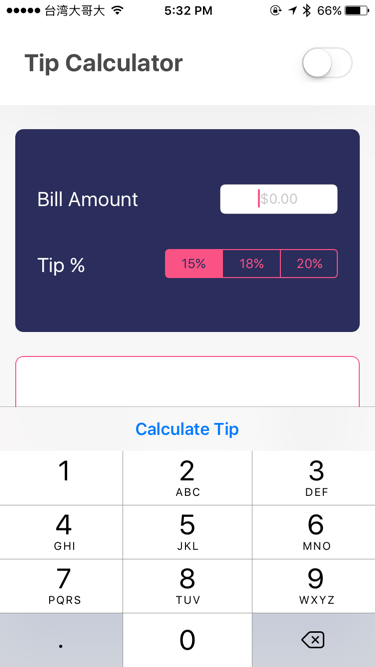 台湾大哥大 5:32 PM 66%
Tip Calculator
Bill Amount $0.00
Tip % 15% 18% 20%
Calculate Tip
1 2 3
ABC DEF
4 5 6
GHI JKL MNO
7 8 9
PQRS TUV WXYZ
. 0